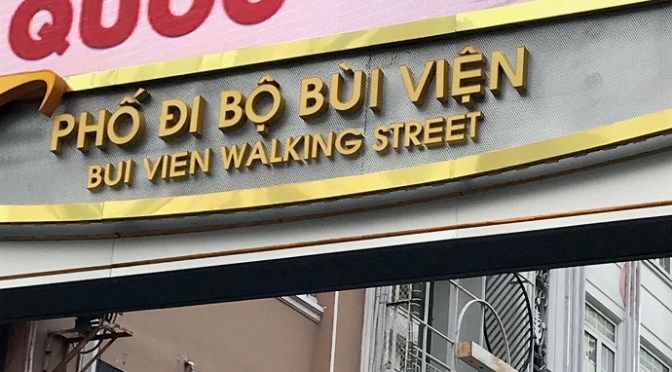 QUỐC
PHỐ ĐI BỘ BÙI VIỆN
BUI VIEN WALKING STREET